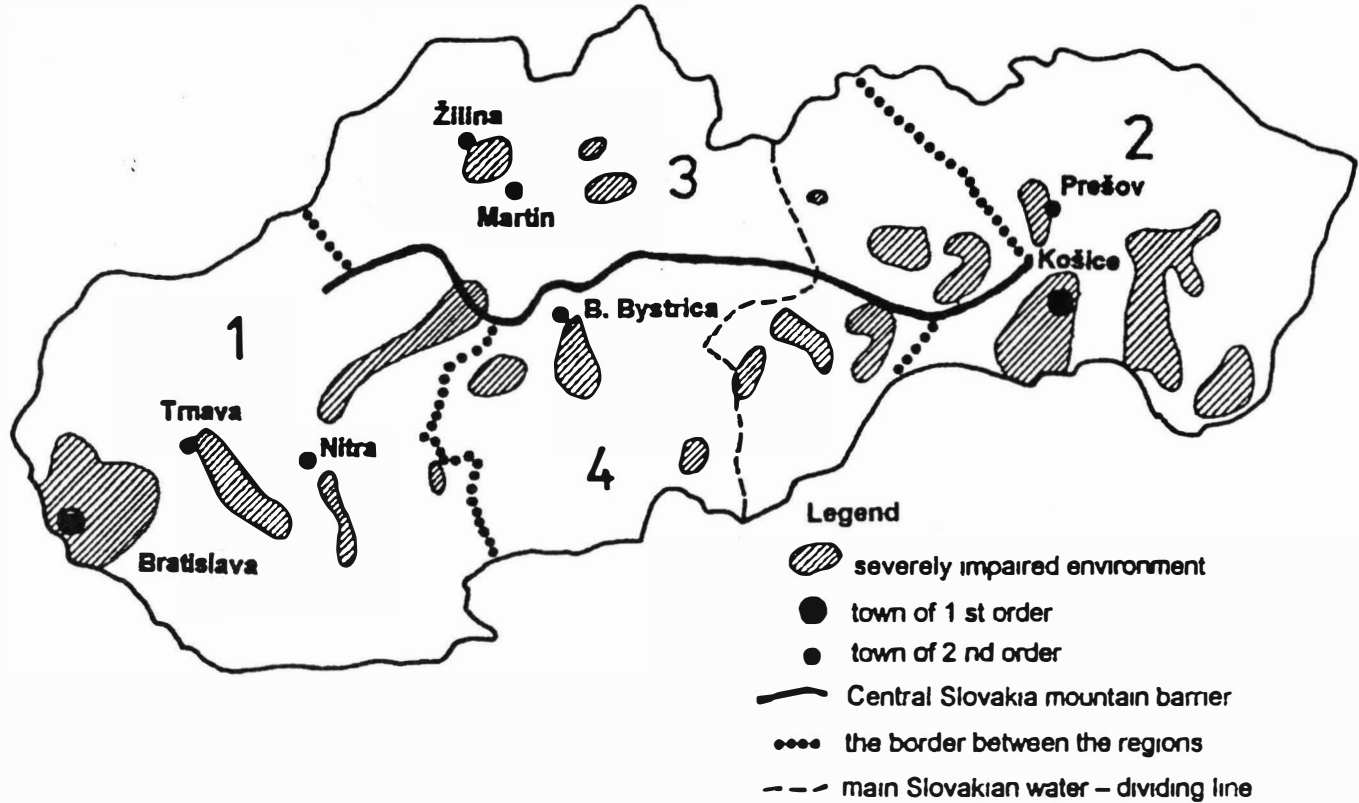 Žilina
2
3
Prešov
Martin
Košice
B. Bystrica
1
Trnava
Nitra
4
Bratislava
Legend
severely impaired environment
town of 1 st order
town of 2 nd order
Central Slovakia mountain barrier
the border between the regions
main Slovakian water – dividing line